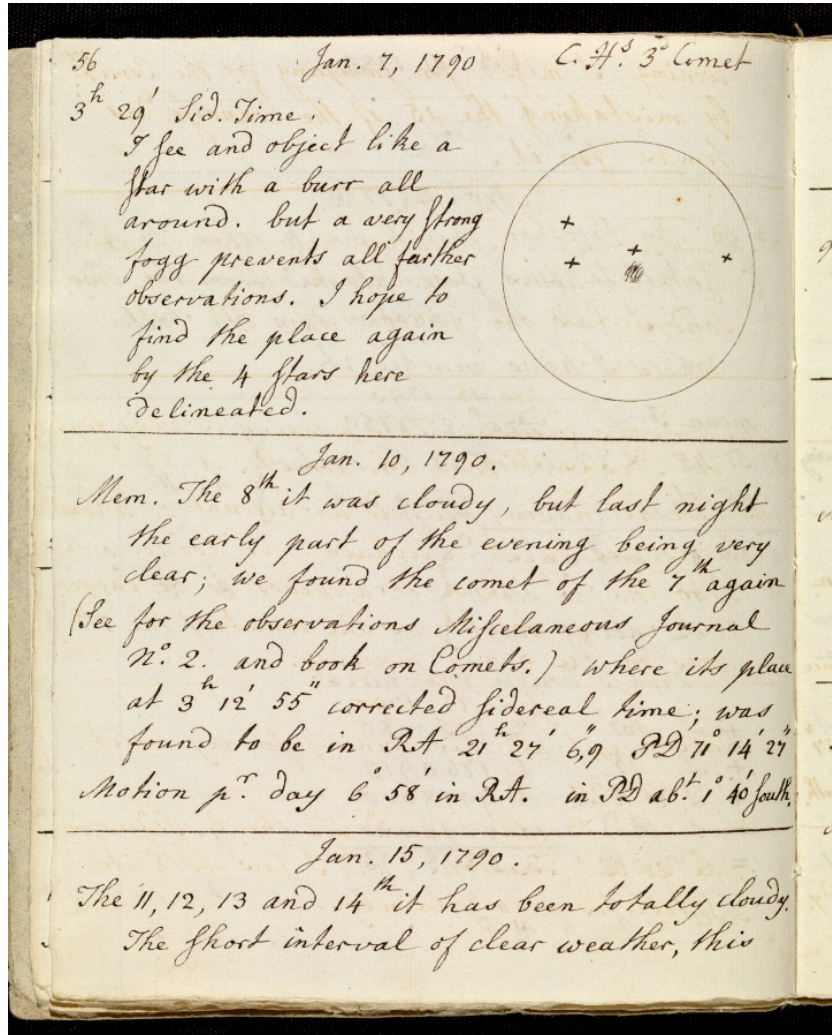 56 Jan. 7, 1790 C. H.ˢ 3ᵈ Comet
3ʰ 29′ Sid. Time.
I see and object like a
star with a burr all
around. but a very strong
fogg prevents all farther
observations. I hope to
find the place again
by the 4 stars here
delineated.
Jan. 10, 1790.
Mem. The 8ᵗʰ it was cloudy, but last night
the early part of the evening being very
clear; we found the comet of the 7ᵗʰ again
(See for the observations Miscelaneous Journal
Nº. 2. and book on Comets.) where its place
at 3ʰ 12′ 55″ corrected sidereal time; was
found to be in RA 21ʰ 27′ 6″,9 PD 71° 14′ 27″
Motion pʳ. day 6° 58′ in RA. in PD abᵗ. 1° 40′ south.
Jan. 15, 1790.
The 11, 12, 13 and 14ᵗʰ it has been totally cloudy.
The short interval of clear weather, this